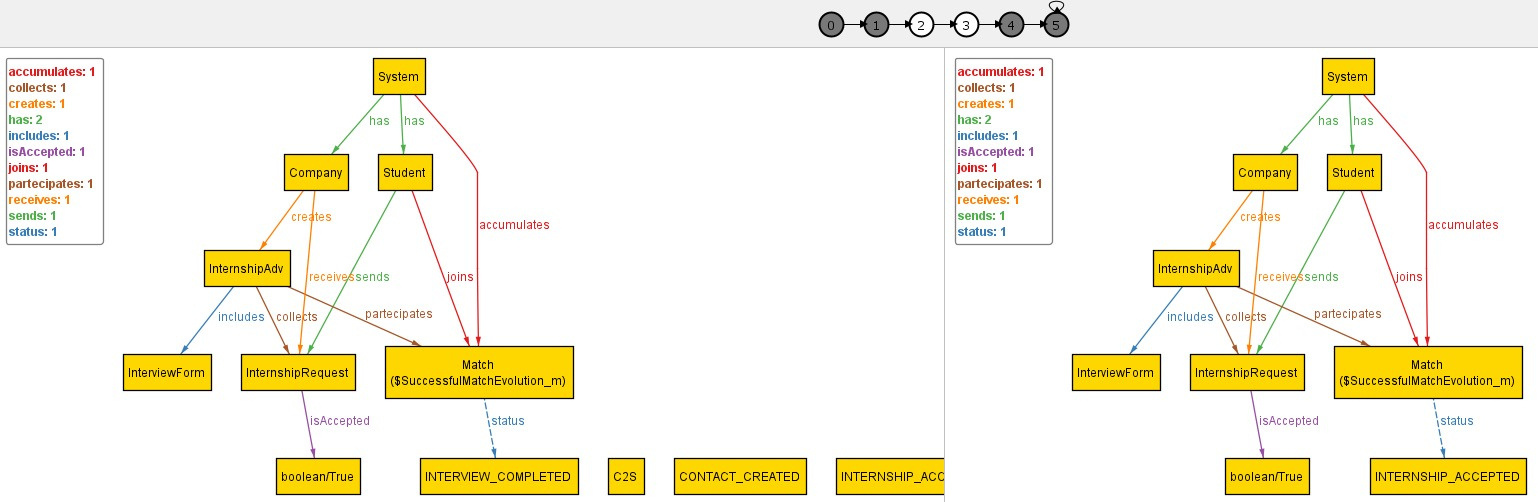 0 1 2 3 4 5
accumulates: 1
collects: 1
creates: 1
has: 2
includes: 1
isAccepted: 1
joins: 1
partecipates: 1
receives: 1
sends: 1
status: 1
System
has has
Company Student
creates accumulates
InternshipAdv
receives sends joins
includes collects partecipates
InterviewForm InternshipRequest
Match
($SuccessfulMatchEvolution_m)
isAccepted status
boolean/True INTERVIEW_COMPLETED C2S CONTACT_CREATED INTERNSHIP_ACC
accumulates: 1
collects: 1
creates: 1
has: 2
includes: 1
isAccepted: 1
joins: 1
partecipates: 1
receives: 1
sends: 1
status: 1
System
has has
Company Student
creates accumulates
InternshipAdv
receives sends joins
includes collects partecipates
InterviewForm InternshipRequest
Match
($SuccessfulMatchEvolution_m)
isAccepted status
boolean/True INTERNSHIP_ACCEPTED